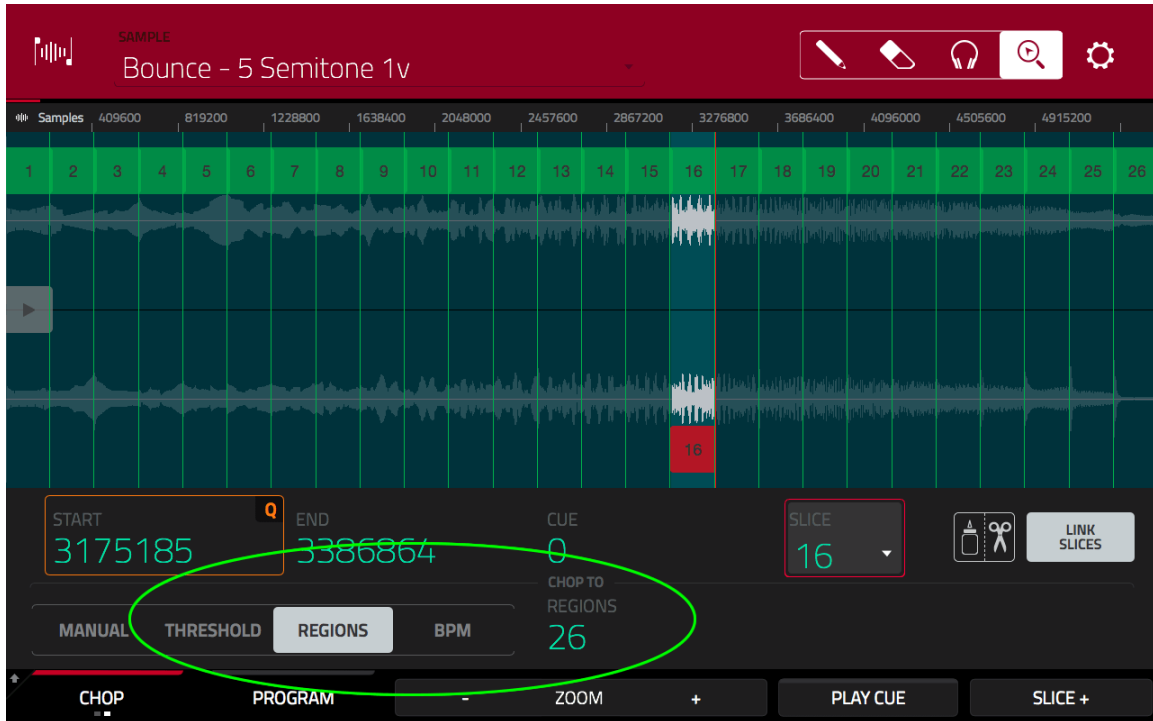 SAMPLE
Bounce - 5 Semitone 1v
Samples 409600 819200 1228800 1638400 2048000 2457600 2867200 3276800 3686400 4096000 4505600 4915200
1 2 3 4 5 6 7 8 9 10 11 12 13 14 15 16 17 18 19 20 21 22 23 24 25 26
16
START Q END CUE SLICE
3175185 3386864 0 16
LINK
SLICES
CHOP TO
REGIONS
MANUAL THRESHOLD REGIONS BPM 26
CHOP PROGRAM - ZOOM + PLAY CUE SLICE +